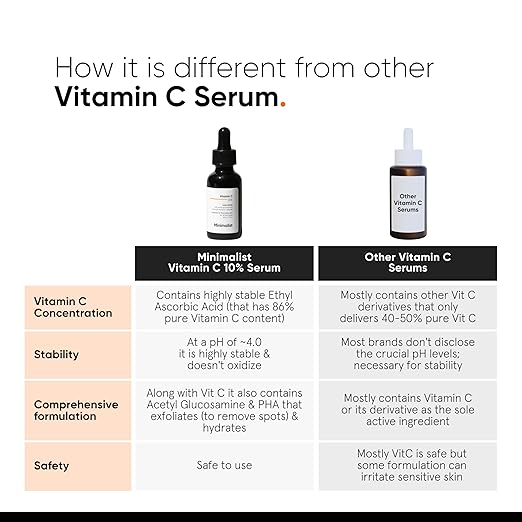 How it is different from other
Vitamin C Serum.
Minimalist
Other
Vitamin C
Serums
Minimalist
Vitamin C 10% Serum
Other Vitamin C
Serums
Vitamin C
Concentration
Contains highly stable Ethyl
Ascorbic Acid (that has 86%
pure Vitamin C content)
Mostly contains other Vit C
derivatives that only
delivers 40-50% pure Vit C
Stability
At a pH of ~4.0
it is highly stable &
doesn't oxidize
Most brands don't disclose
the crucial pH levels;
necessary for stability
Comprehensive
formulation
Along with Vit C it also contains
Acetyl Glucosamine & PHA that
exfoliates (to remove spots) &
hydrates
Mostly contains Vitamin C
or its derivative as the sole
active ingredient
Safety
Safe to use
Mostly VitC is safe but
some formulation can
irritate sensitive skin